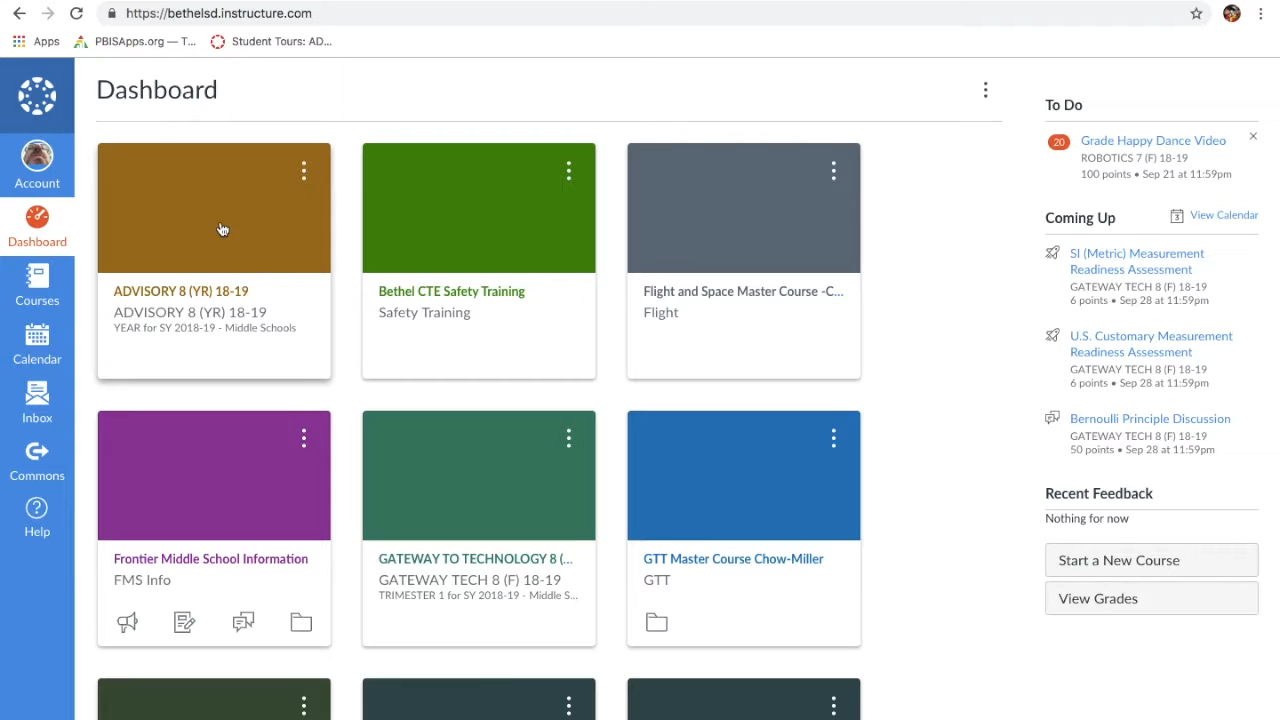 https://bethelsd.instructure.com
Apps
PBISApps.org — T...
Student Tours: AD...
Dashboard
Account
Dashboard
Courses
Calendar
Inbox
Commons
Help
ADVISORY 8 (YR) 18-19
ADVISORY 8 (YR) 18-19
YEAR for SY 2018-19 - Middle Schools
Bethel CTE Safety Training
Safety Training
Flight and Space Master Course -C...
Flight
Frontier Middle School Information
FMS Info
GATEWAY TO TECHNOLOGY 8 (...
GATEWAY TECH 8 (F) 18-19
TRIMESTER 1 for SY 2018-19 - Middle S...
GTT Master Course Chow-Miller
GTT
To Do
20
Grade Happy Dance Video
ROBOTICS 7 (F) 18-19
100 points • Sep 21 at 11:59pm
Coming Up
3
View Calendar
SI (Metric) Measurement
Readiness Assessment
GATEWAY TECH 8 (F) 18-19
6 points • Sep 28 at 11:59pm
U.S. Customary Measurement
Readiness Assessment
GATEWAY TECH 8 (F) 18-19
6 points • Sep 28 at 11:59pm
Bernoulli Principle Discussion
GATEWAY TECH 8 (F) 18-19
50 points • Sep 28 at 11:59pm
Recent Feedback
Nothing for now
Start a New Course
View Grades